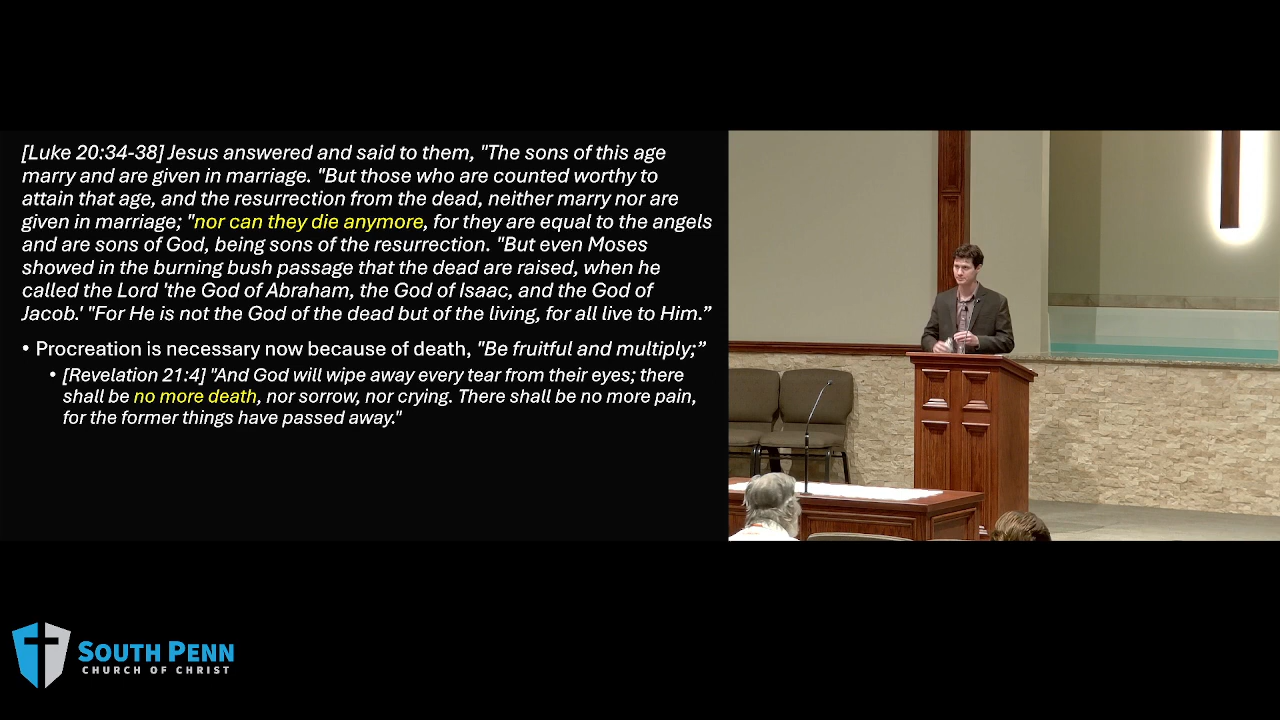 [Luke 20:34-38] Jesus answered and said to them, "The sons of this age
marry and are given in marriage. "But those who are counted worthy to
attain that age, and the resurrection from the dead, neither marry nor are
given in marriage; "nor can they die anymore, for they are equal to the angels
and are sons of God, being sons of the resurrection. "But even Moses
showed in the burning bush passage that the dead are raised, when he
called the Lord 'the God of Abraham, the God of Isaac, and the God of
Jacob.' "For He is not the God of the dead but of the living, for all live to Him.”
• Procreation is necessary now because of death, "Be fruitful and multiply;”
• [Revelation 21:4] "And God will wipe away every tear from their eyes; there
shall be no more death, nor sorrow, nor crying. There shall be no more pain,
for the former things have passed away."
SOUTH PENN
CHURCH OF CHRIST